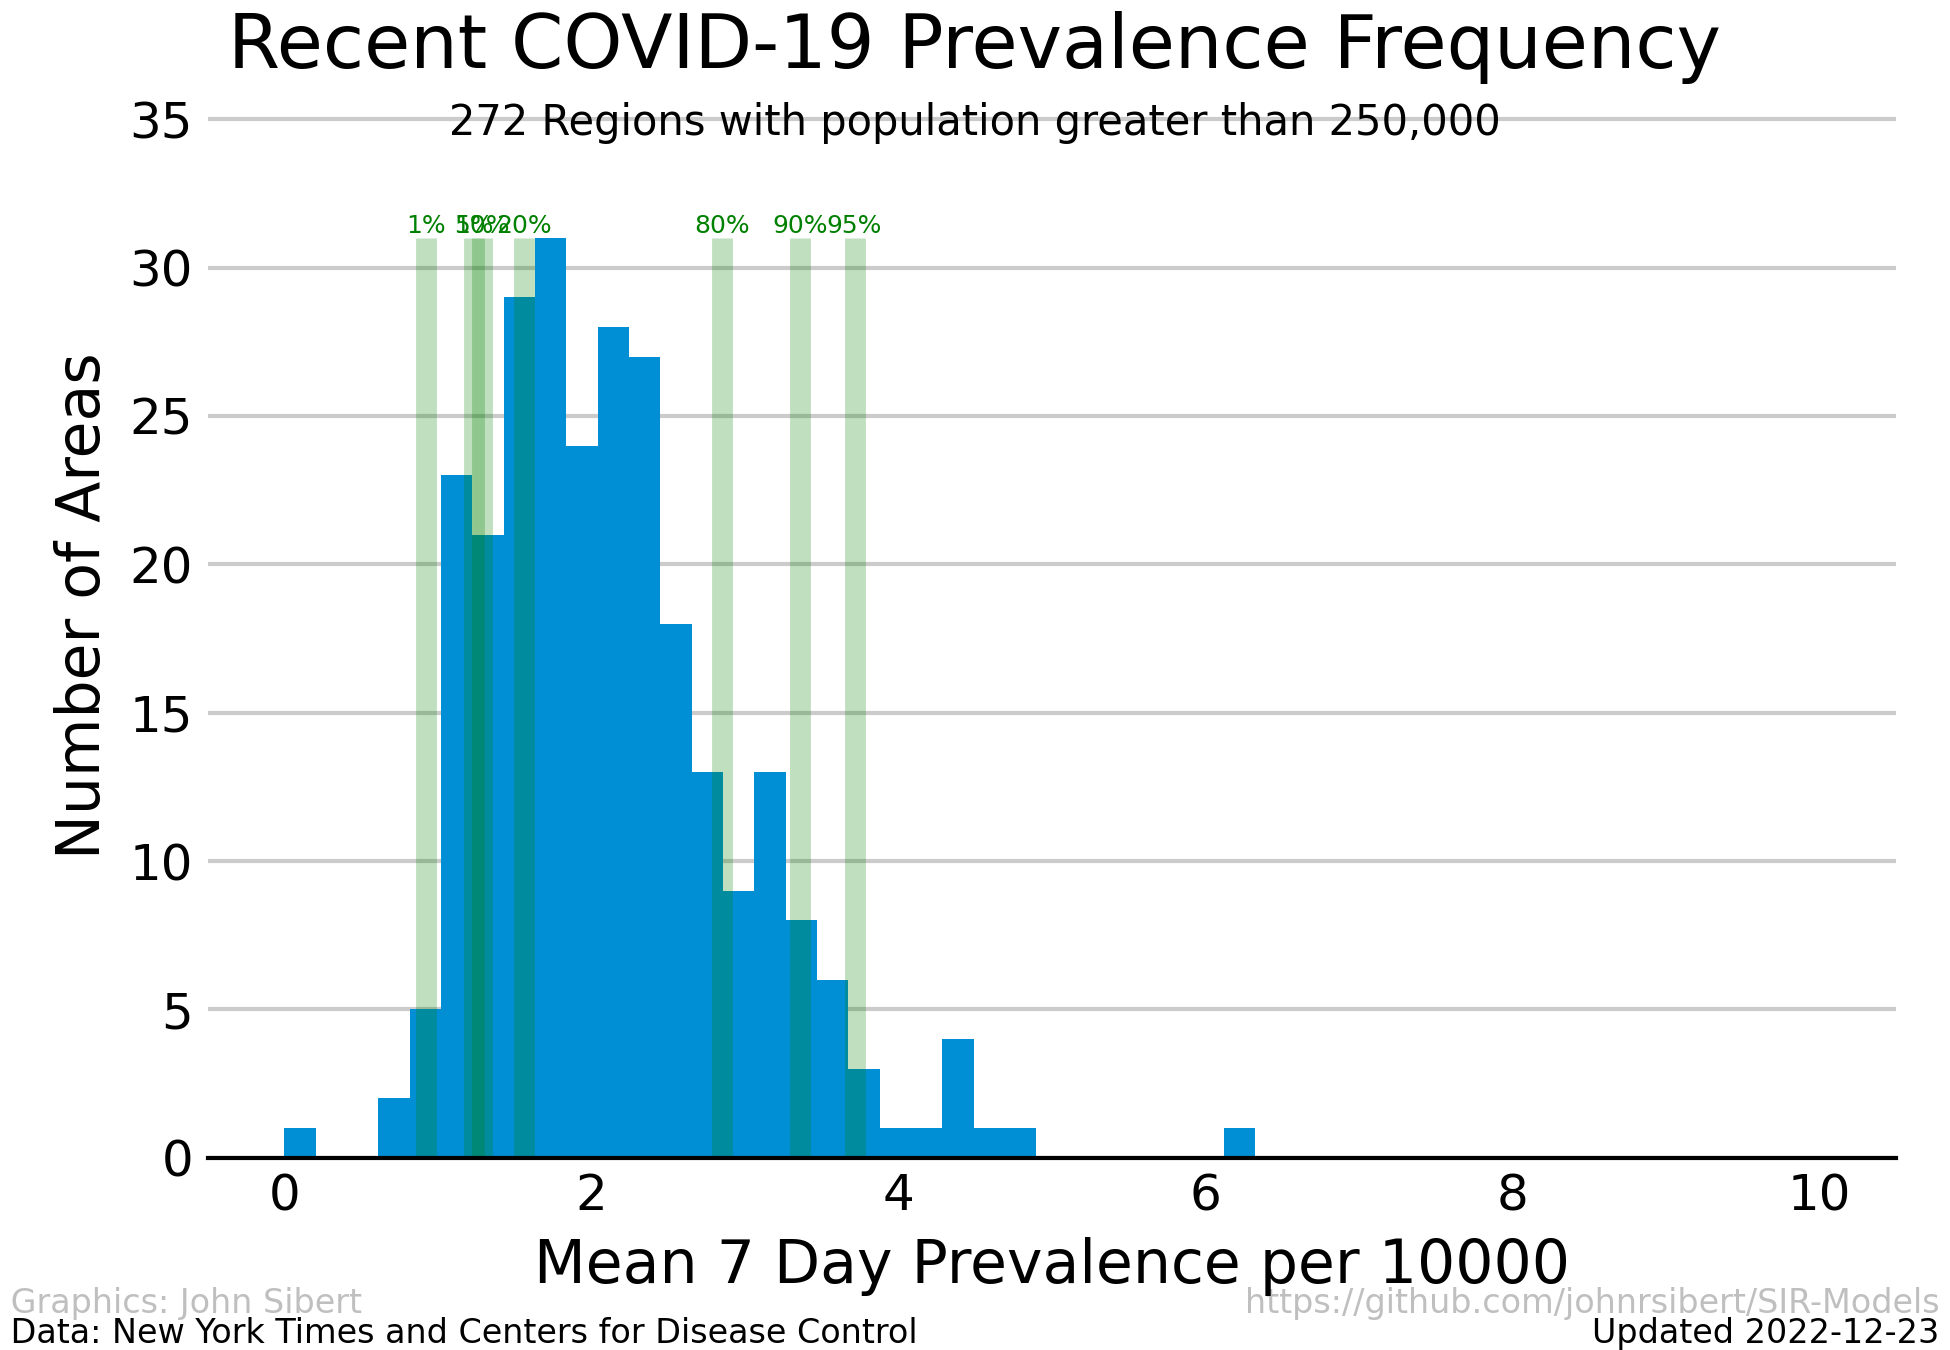 Recent COVID-19 Prevalence Frequency
272 Regions with population greater than 250,000
35
30
25
20
15
10
5
0
Number of Areas
1% 5% 10% 20% 80% 90% 95%
0 2 4 6 8 10
Mean 7 Day Prevalence per 10000
Graphics: John Sibert https://github.com/johnrsibert/SIR-Models
Data: New York Times and Centers for Disease Control Updated 2022-12-23